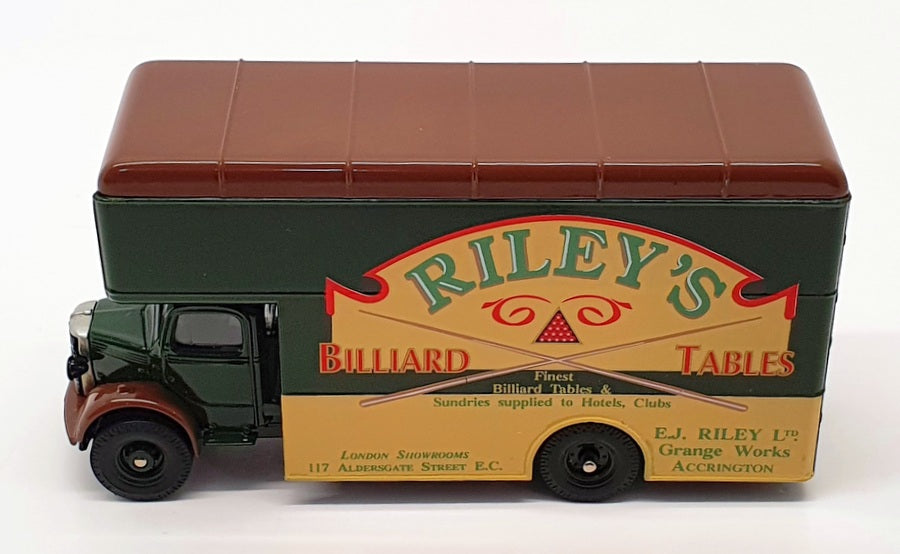 RILEY'S
BILLIARD TABLES
Finest
Billiard Tables &
Sundries supplied to Hotels, Clubs
LONDON SHOWROOMS
117 ALDERSGATE STREET E.C.
E.J. RILEY LTD.
Grange Works
ACCRINGTON